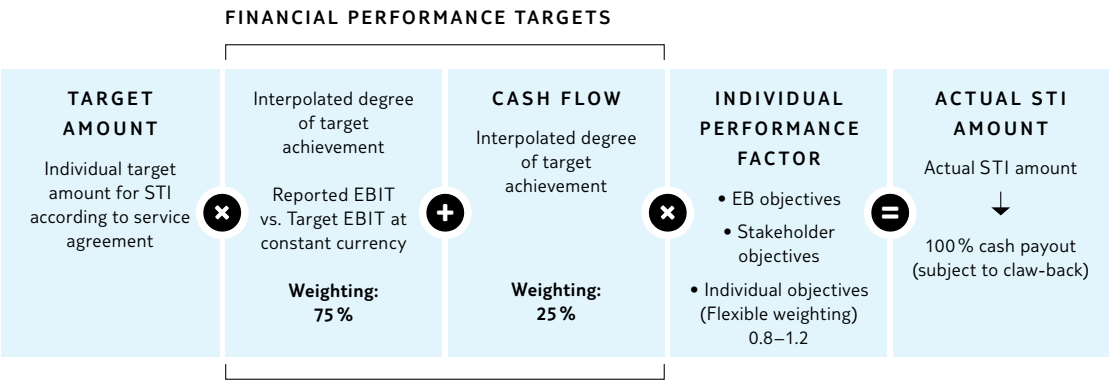 FINANCIAL PERFORMANCE TARGETS
TARGET
AMOUNT
Individual target
amount for STI
according to service
agreement
×
Interpolated degree
of target
achievement
Reported EBIT
vs. Target EBIT at
constant currency
Weighting:
75 %
+
CASH FLOW
Interpolated degree
of target
achievement
Weighting:
25 %
×
INDIVIDUAL
PERFORMANCE
FACTOR
• EB objectives
• Stakeholder
objectives
• Individual objectives
(Flexible weighting)
0.8–1.2
=
ACTUAL STI
AMOUNT
Actual STI amount
↓
100 % cash payout
(subject to claw-back)